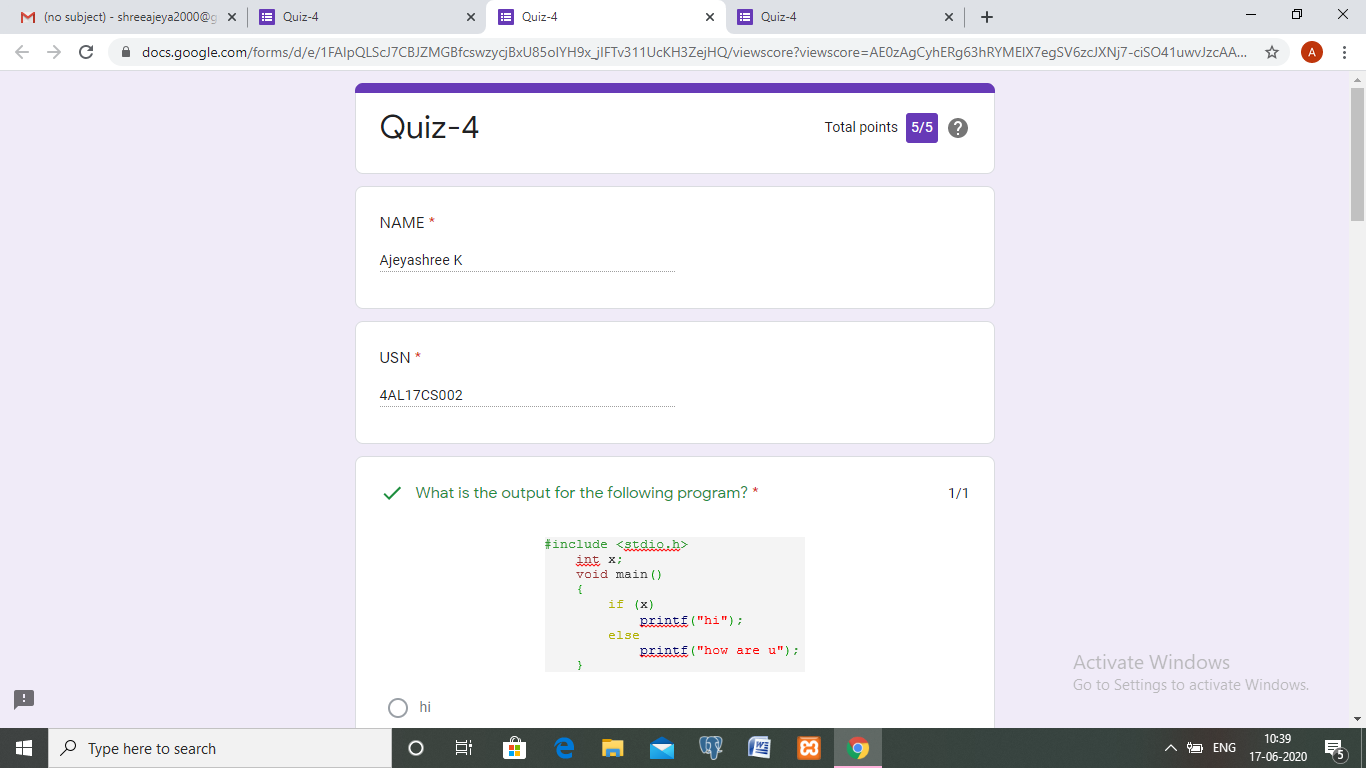 (no subject) - shreeajeya2000@g
Quiz-4
Quiz-4
Quiz-4
docs.google.com/forms/d/e/1FAIpQLScJ7CBJZMGBfcswzycjBxU85olYH9x_jIFTv311UcKH3ZejHQ/viewscore?viewscore=AE0zAgCyhERg63hRYMEIX7egSV6zcJXNj7-ciSO41uwvJzcAA...
A
Quiz-4
Total points 5/5 ?
NAME *
Ajeyashree K
USN *
4AL17CS002
What is the output for the following program? *
1/1
#include <stdio.h>
int x;
void main()
{
if (x)
printf("hi");
else
printf("how are u");
}
hi
Activate Windows
Go to Settings to activate Windows.
Type here to search
ENG
10:39
17-06-2020
5